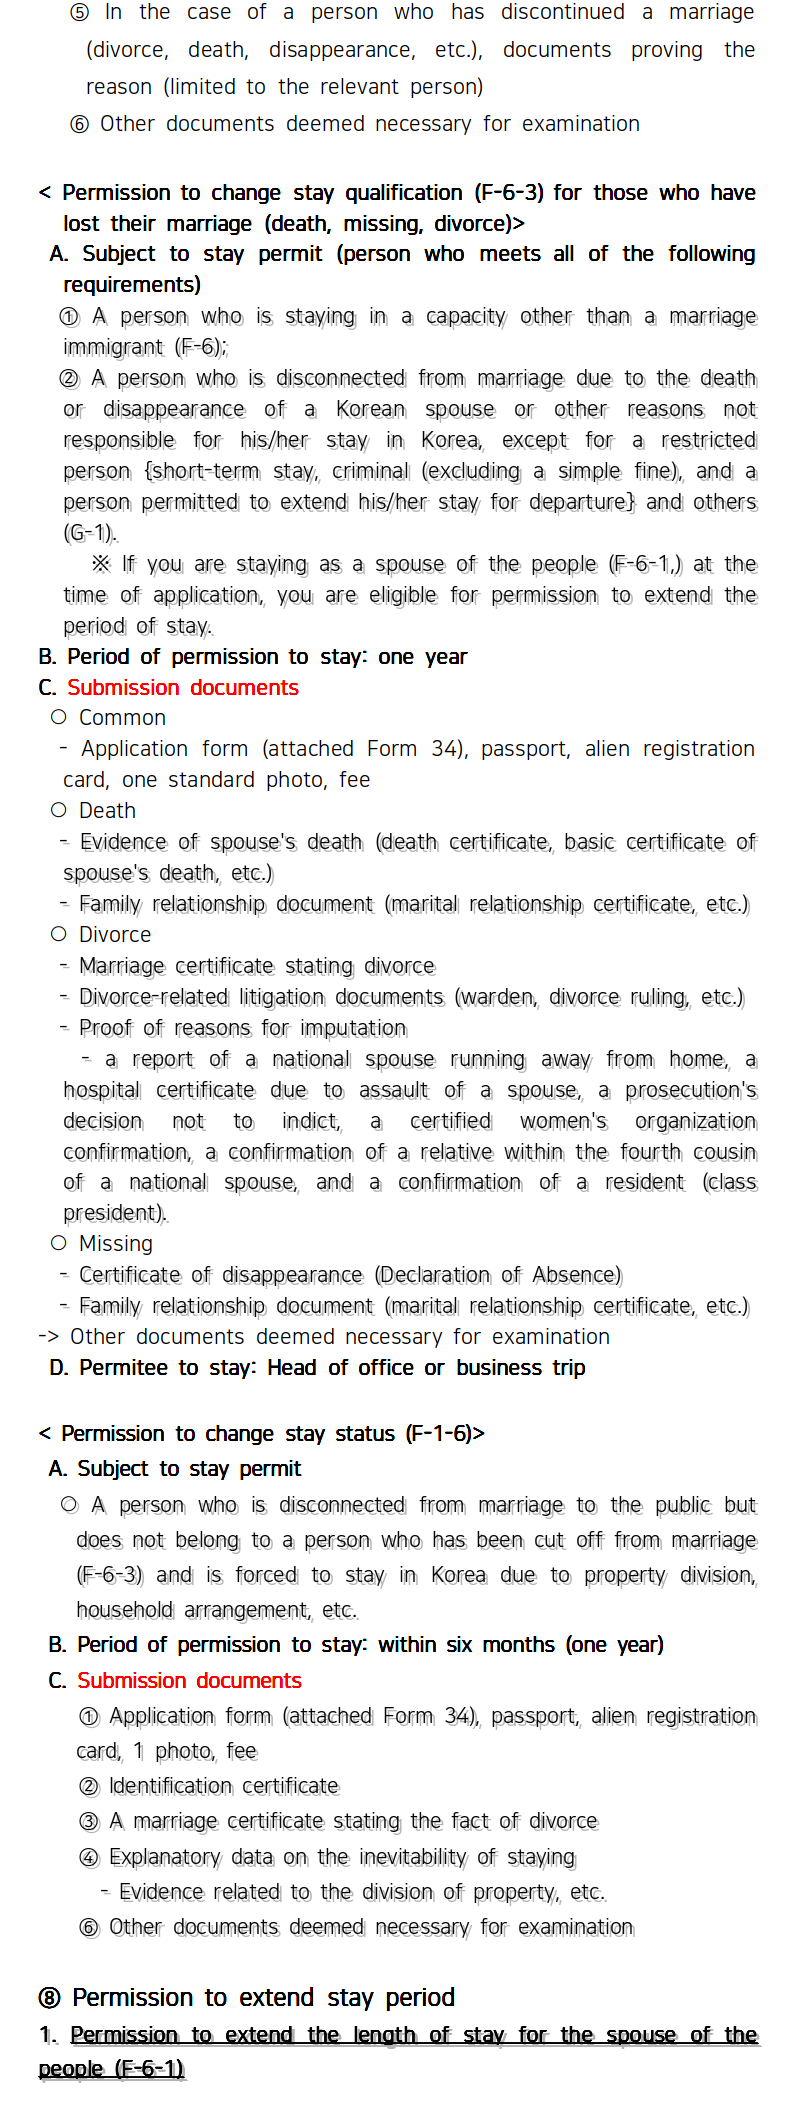 ⑤ In the case of a person who has discontinued a marriage
(divorce, death, disappearance, etc.), documents proving the
reason (limited to the relevant person)
⑥ Other documents deemed necessary for examination
< Permission to change stay qualification (F-6-3) for those who have
lost their marriage (death, missing, divorce)>
A. Subject to stay permit (person who meets all of the following
requirements)
① A person who is staying in a capacity other than a marriage
immigrant (F-6);
② A person who is disconnected from marriage due to the death
or disappearance of a Korean spouse or other reasons not
responsible for his/her stay in Korea, except for a restricted
person {short-term stay, criminal (excluding a simple fine), and a
person permitted to extend his/her stay for departure} and others
(G-1).
※ If you are staying as a spouse of the people (F-6-1,) at the
time of application, you are eligible for permission to extend the
period of stay.
B. Period of permission to stay: one year
C. Submission documents
○ Common
- Application form (attached Form 34), passport, alien registration
card, one standard photo, fee
○ Death
- Evidence of spouse's death (death certificate, basic certificate of
spouse's death, etc.)
- Family relationship document (marital relationship certificate, etc.)
○ Divorce
- Marriage certificate stating divorce
- Divorce-related litigation documents (warden, divorce ruling, etc.)
- Proof of reasons for imputation
- a report of a national spouse running away from home, a
hospital certificate due to assault of a spouse, a prosecution's
decision not to indict, a certified women's organization
confirmation, a confirmation of a relative within the fourth cousin
of a national spouse, and a confirmation of a resident (class
president).
○ Missing
- Certificate of disappearance (Declaration of Absence)
- Family relationship document (marital relationship certificate, etc.)
-> Other documents deemed necessary for examination
D. Permitee to stay: Head of office or business trip
< Permission to change stay status (F-1-6)>
A. Subject to stay permit
○ A person who is disconnected from marriage to the public but
does not belong to a person who has been cut off from marriage
(F-6-3) and is forced to stay in Korea due to property division,
household arrangement, etc.
B. Period of permission to stay: within six months (one year)
C. Submission documents
① Application form (attached Form 34), passport, alien registration
card, 1 photo, fee
② Identification certificate
③ A marriage certificate stating the fact of divorce
④ Explanatory data on the inevitability of staying
- Evidence related to the division of property, etc.
⑥ Other documents deemed necessary for examination
⑧ Permission to extend stay period
1. Permission to extend the length of stay for the spouse of the
people (F-6-1)